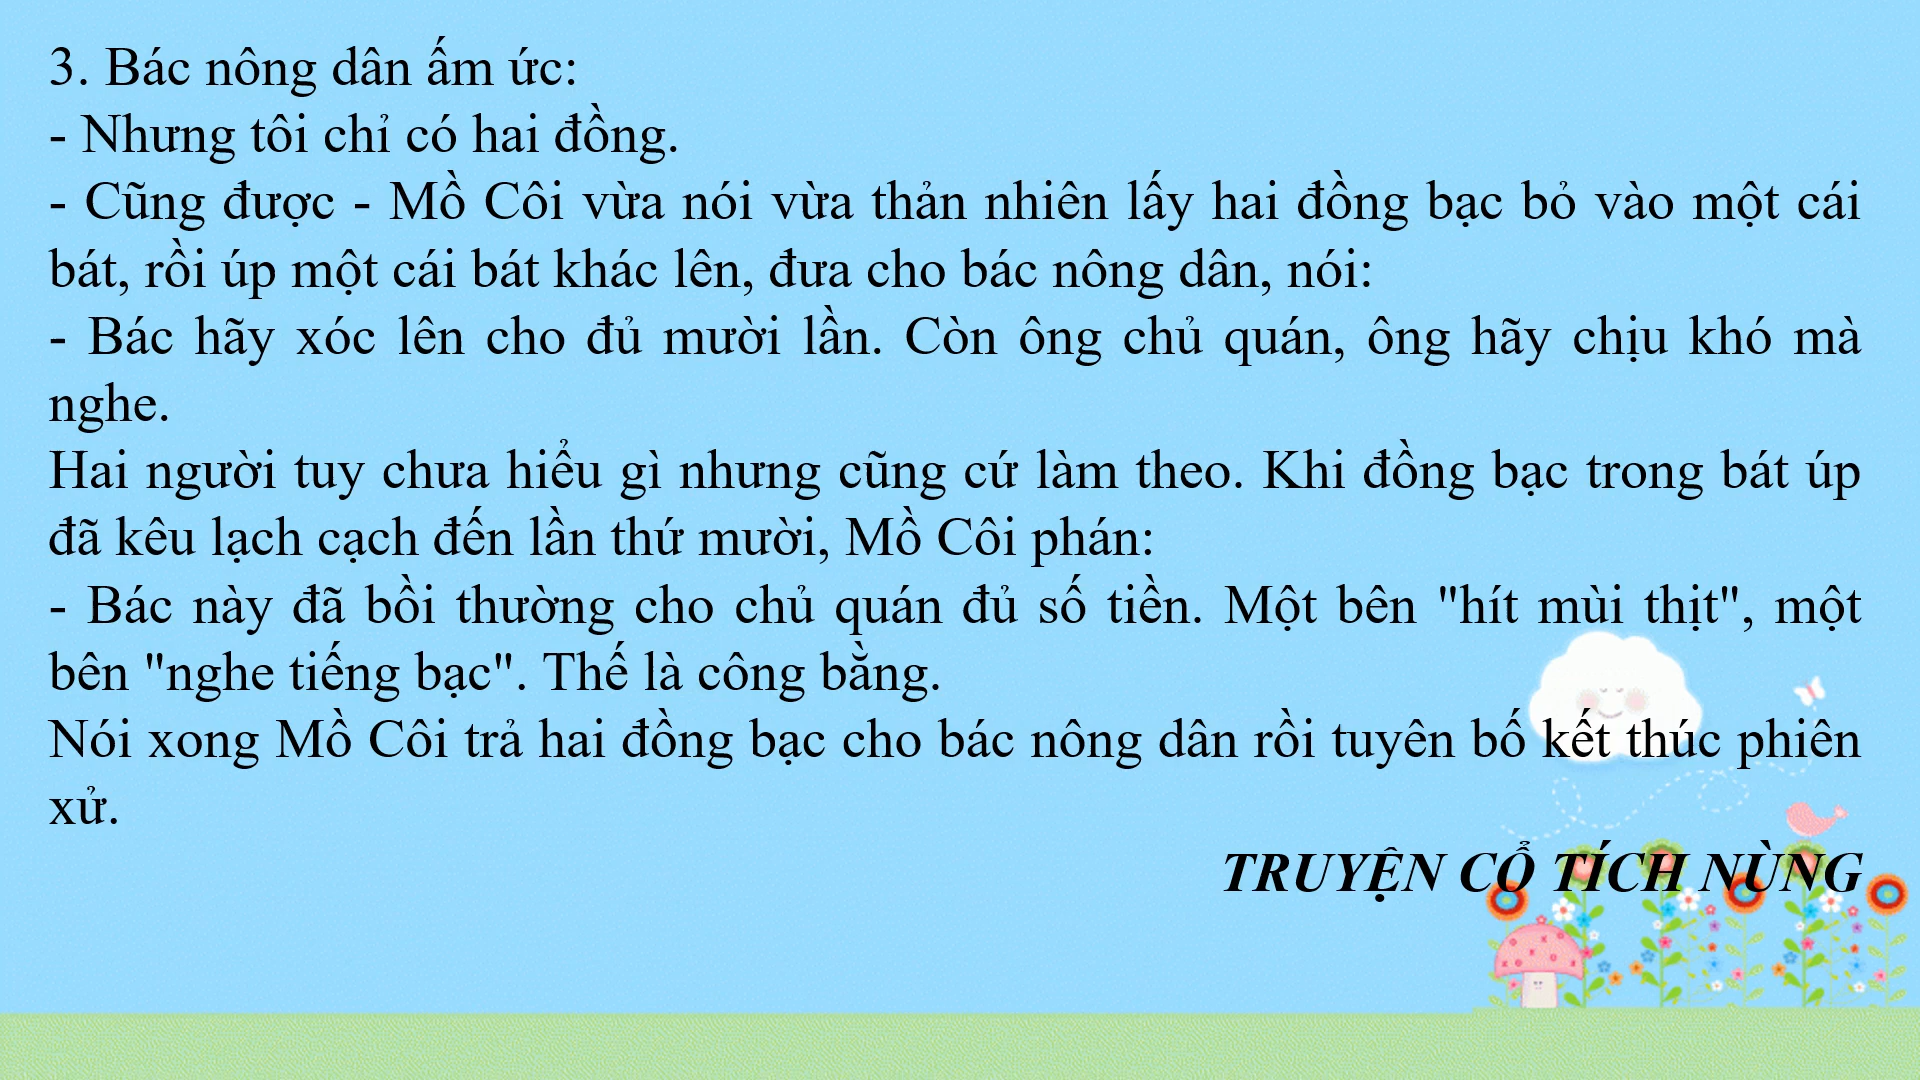 3. Bác nông dân ấm ức:
- Nhưng tôi chỉ có hai đồng.
- Cũng được - Mồ Côi vừa nói vừa thản nhiên lấy hai đồng bạc bỏ vào một cái
bát, rồi úp một cái bát khác lên, đưa cho bác nông dân, nói:
- Bác hãy xóc lên cho đủ mười lần. Còn ông chủ quán, ông hãy chịu khó mà
nghe.
Hai người tuy chưa hiểu gì nhưng cũng cứ làm theo. Khi đồng bạc trong bát úp
đã kêu lạch cạch đến lần thứ mười, Mồ Côi phán:
- Bác này đã bồi thường cho chủ quán đủ số tiền. Một bên "hít mùi thịt", một
bên "nghe tiếng bạc". Thế là công bằng.
Nói xong Mồ Côi trả hai đồng bạc cho bác nông dân rồi tuyên bố kết thúc phiên
xử.
TRUYỆN CỔ TÍCH NÙNG